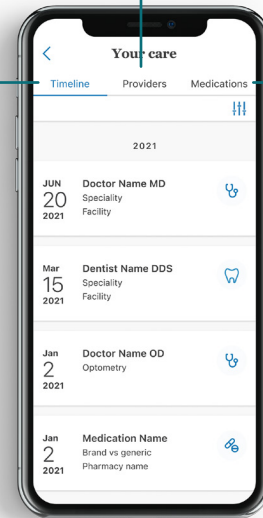 Your care
Timeline Providers Medications
2021
JUN
20
2021
Doctor Name MD
Speciality
Facility
Mar
15
2021
Dentist Name DDS
Speciality
Facility
Jan
2
2021
Doctor Name OD
Optometry
Jan
2
2021
Medication Name
Brand vs generic
Pharmacy name